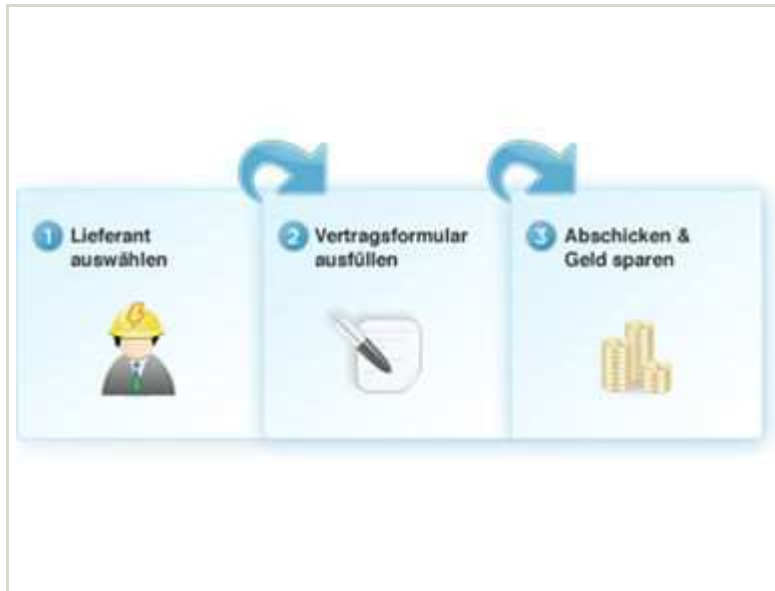 1 Lieferant
auswählen
2 Vertragsformular
ausfüllen
3 Abschicken &
Geld sparen